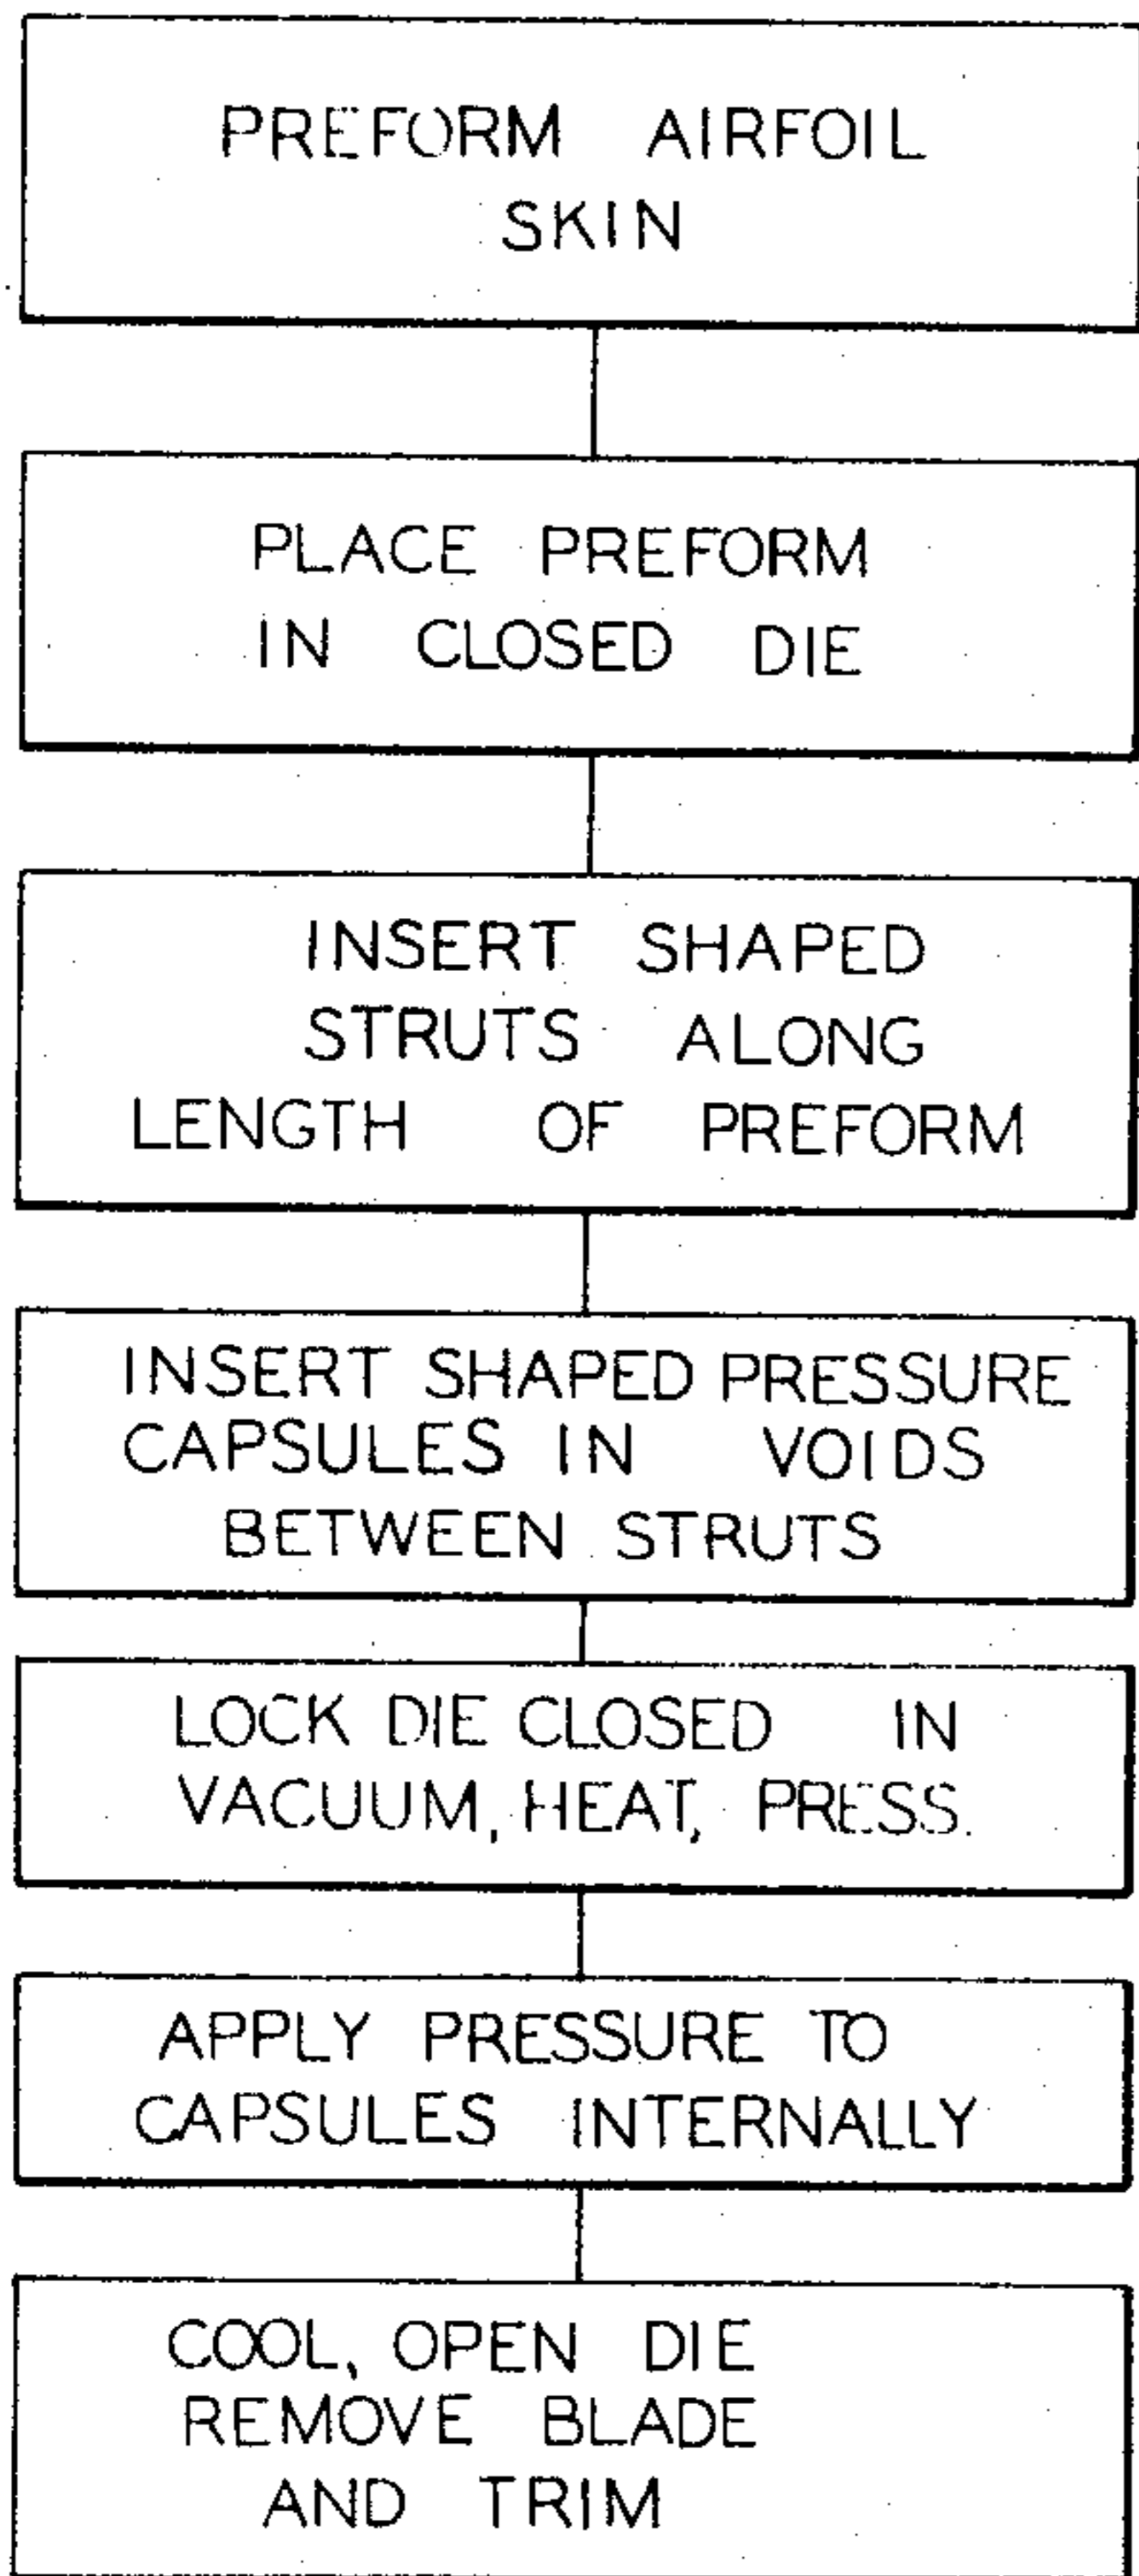 PREFORM AIRFOIL
SKIN
PLACE PREFORM
IN CLOSED DIE
INSERT SHAPED
STRUTS ALONG
LENGTH OF PREFORM
INSERT SHAPED PRESSURE
CAPSULES IN VOIDS
BETWEEN STRUTS
LOCK DIE CLOSED IN
VACUUM, HEAT, PRESS.
APPLY PRESSURE TO
CAPSULES INTERNALLY
COOL, OPEN DIE
REMOVE BLADE
AND TRIM